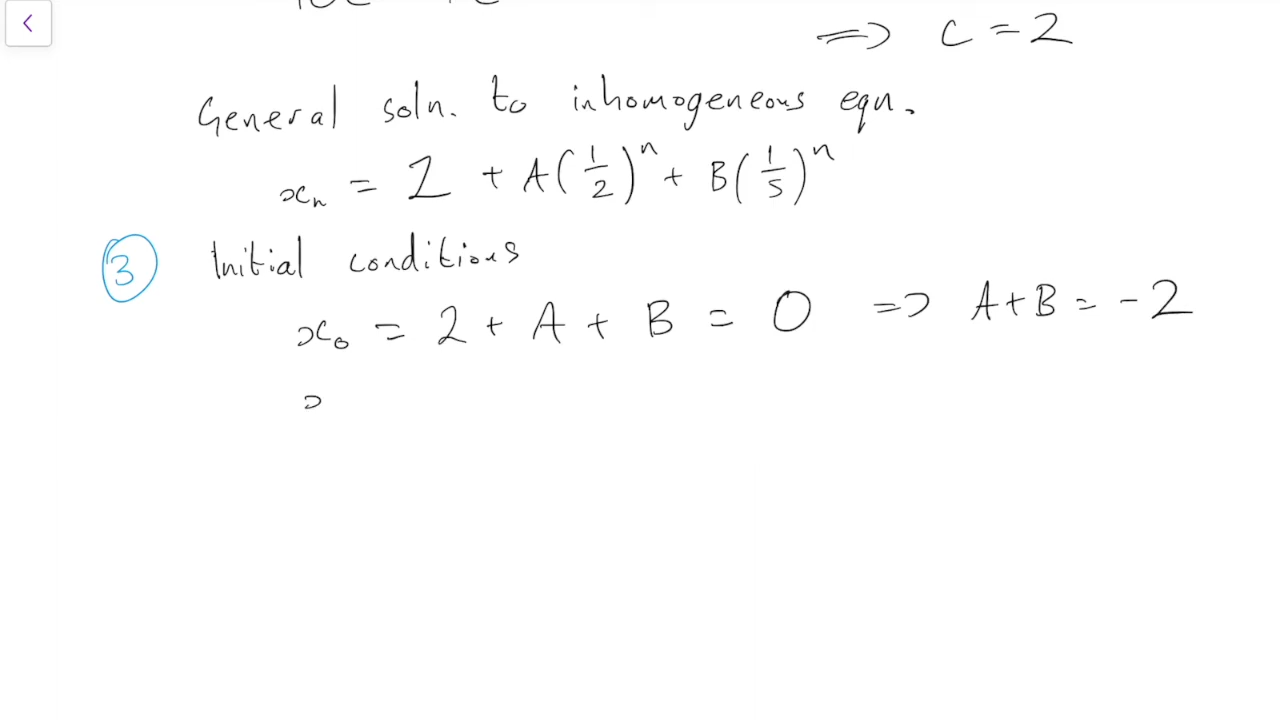 ⇒ c = 2
General soln. to inhomogeneous eqn.
xₙ = 2 + A(1/2)ⁿ + B(1/5)ⁿ
3 Initial conditions
x₀ = 2 + A + B = 0 ⇒ A+B = -2